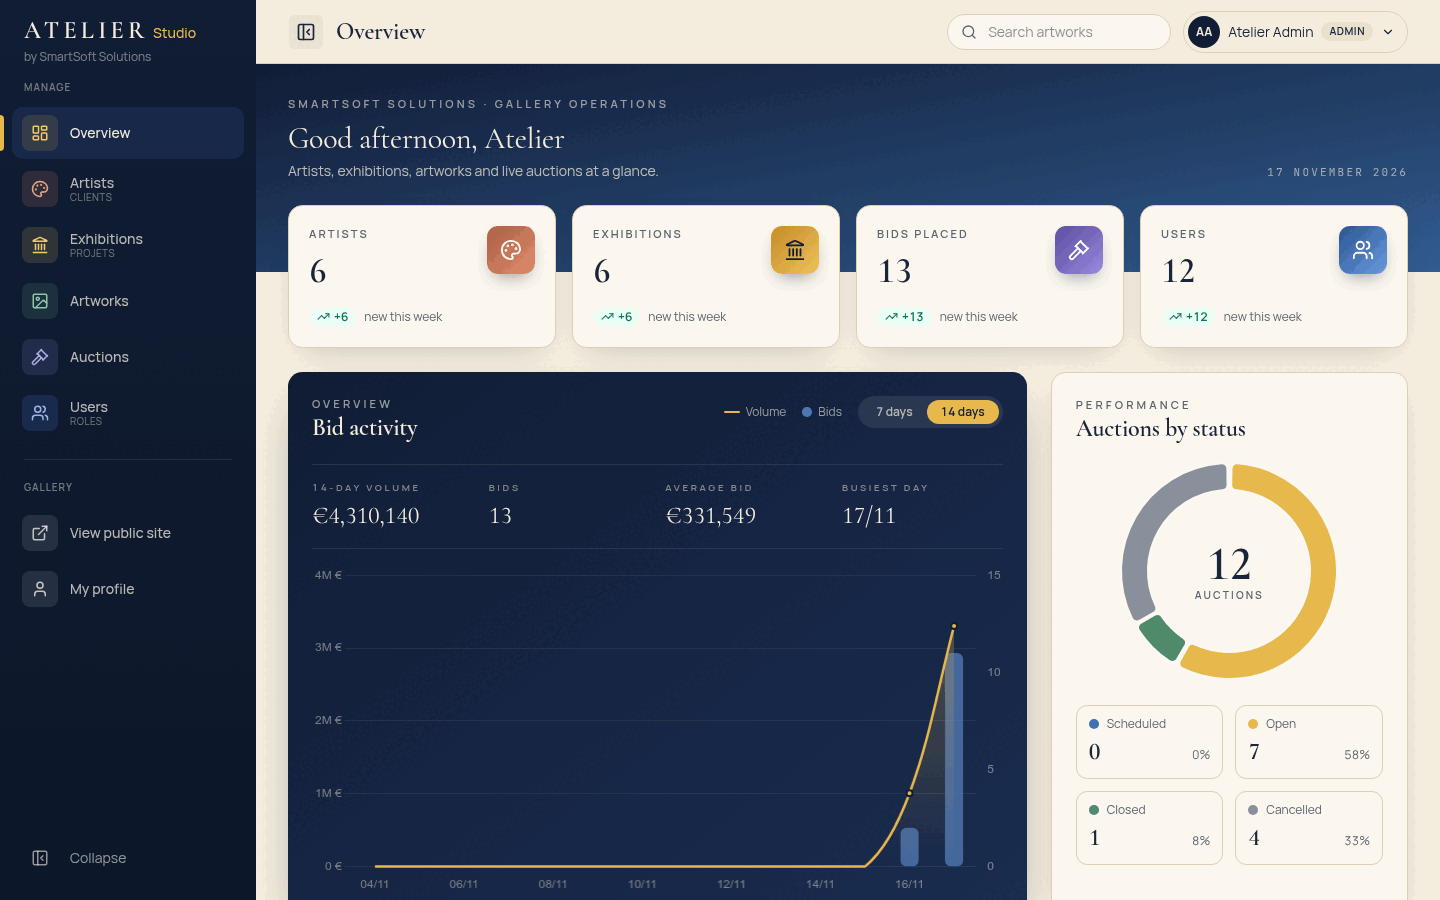 ATELIER Studio
by SmartSoft Solutions
MANAGE
Overview
Artists
CLIENTS
Exhibitions
PROJETS
Artworks
Auctions
Users
ROLES
GALLERY
View public site
My profile
Collapse
Overview
Search artworks
AA Atelier Admin ADMIN
SMARTSOFT SOLUTIONS · GALLERY OPERATIONS
Good afternoon, Atelier
Artists, exhibitions, artworks and live auctions at a glance.
17 NOVEMBER 2026
ARTISTS
6
+6 new this week
EXHIBITIONS
6
+6 new this week
BIDS PLACED
13
+13 new this week
USERS
12
+12 new this week
OVERVIEW
Bid activity
Volume Bids 7 days 14 days
14-DAY VOLUME
€4,310,140
BIDS
13
AVERAGE BID
€331,549
BUSIEST DAY
17/11
4M €
3M €
2M €
1M €
0 €
15
10
5
0
04/11 06/11 08/11 10/11 12/11 14/11 16/11
PERFORMANCE
Auctions by status
12
AUCTIONS
Scheduled
0 0%
Open
7 58%
Closed
1 8%
Cancelled
4 33%